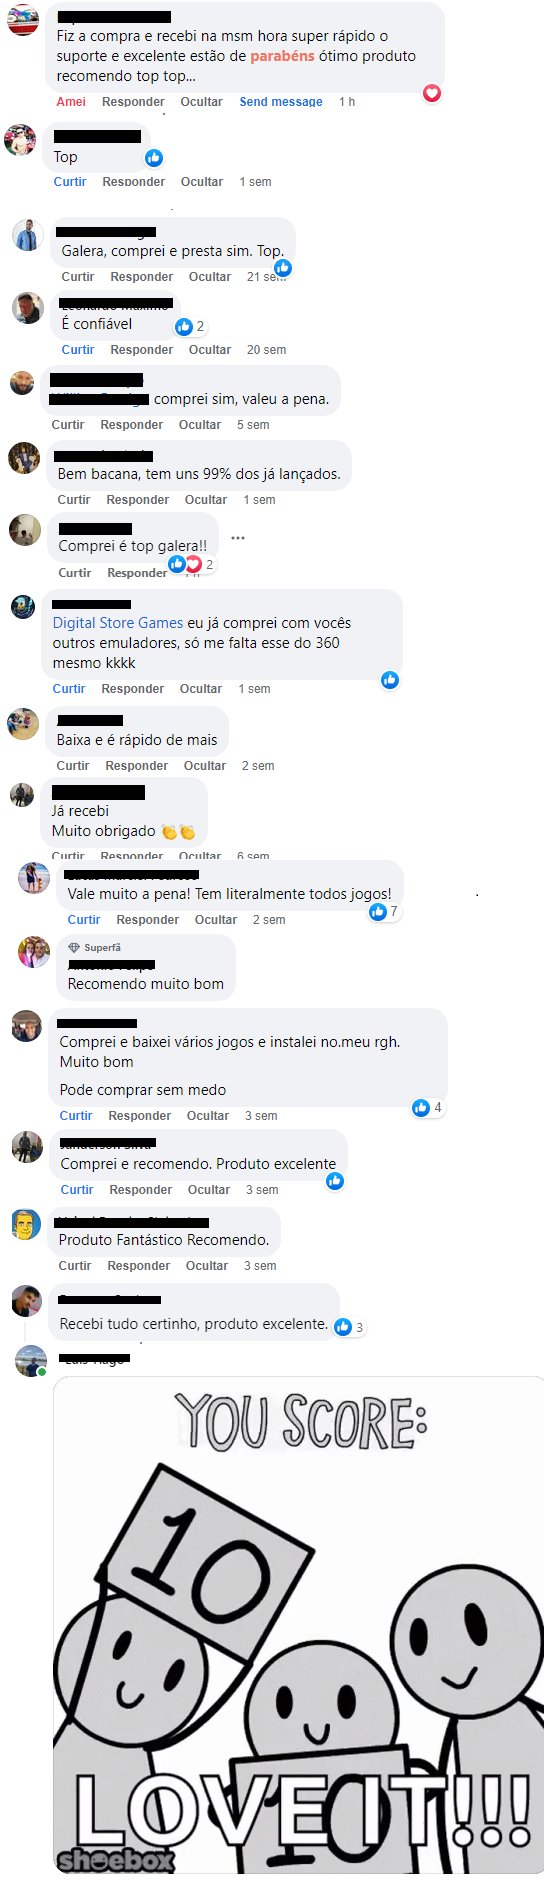 Fiz a compra e recebi na msm hora super rápido o
suporte e excelente estão de parabéns ótimo produto
recomendo top top...
Amei Responder Ocultar Send message 1 h
Top
Curtir Responder Ocultar 1 sem
Galera, comprei e presta sim. Top.
Curtir Responder Ocultar 21 sem
É confiável
2
Curtir Responder Ocultar 20 sem
comprei sim, valeu a pena.
Curtir Responder Ocultar 5 sem
Bem bacana, tem uns 99% dos já lançados.
Curtir Responder Ocultar 1 sem
Comprei é top galera!!
2
Curtir Responder
Digital Store Games eu já comprei com vocês
outros emuladores, só me falta esse do 360
mesmo kkkk
Curtir Responder Ocultar 1 sem
Baixa e é rápido de mais
Curtir Responder Ocultar 2 sem
Já recebi
Muito obrigado 👏👏
Curtir Responder Ocultar 6 sem
Vale muito a pena! Tem literalmente todos jogos!
7
Curtir Responder Ocultar 2 sem
Superfã
Recomendo muito bom
Comprei e baixei vários jogos e instalei no.meu rgh.
Muito bom
Pode comprar sem medo
4
Curtir Responder Ocultar 3 sem
Comprei e recomendo. Produto excelente
Curtir Responder Ocultar 3 sem
Produto Fantástico Recomendo.
Curtir Responder Ocultar 3 sem
Recebi tudo certinho, produto excelente.
3
YOU SCORE:
10
10
LOVE IT!!!
shoebox